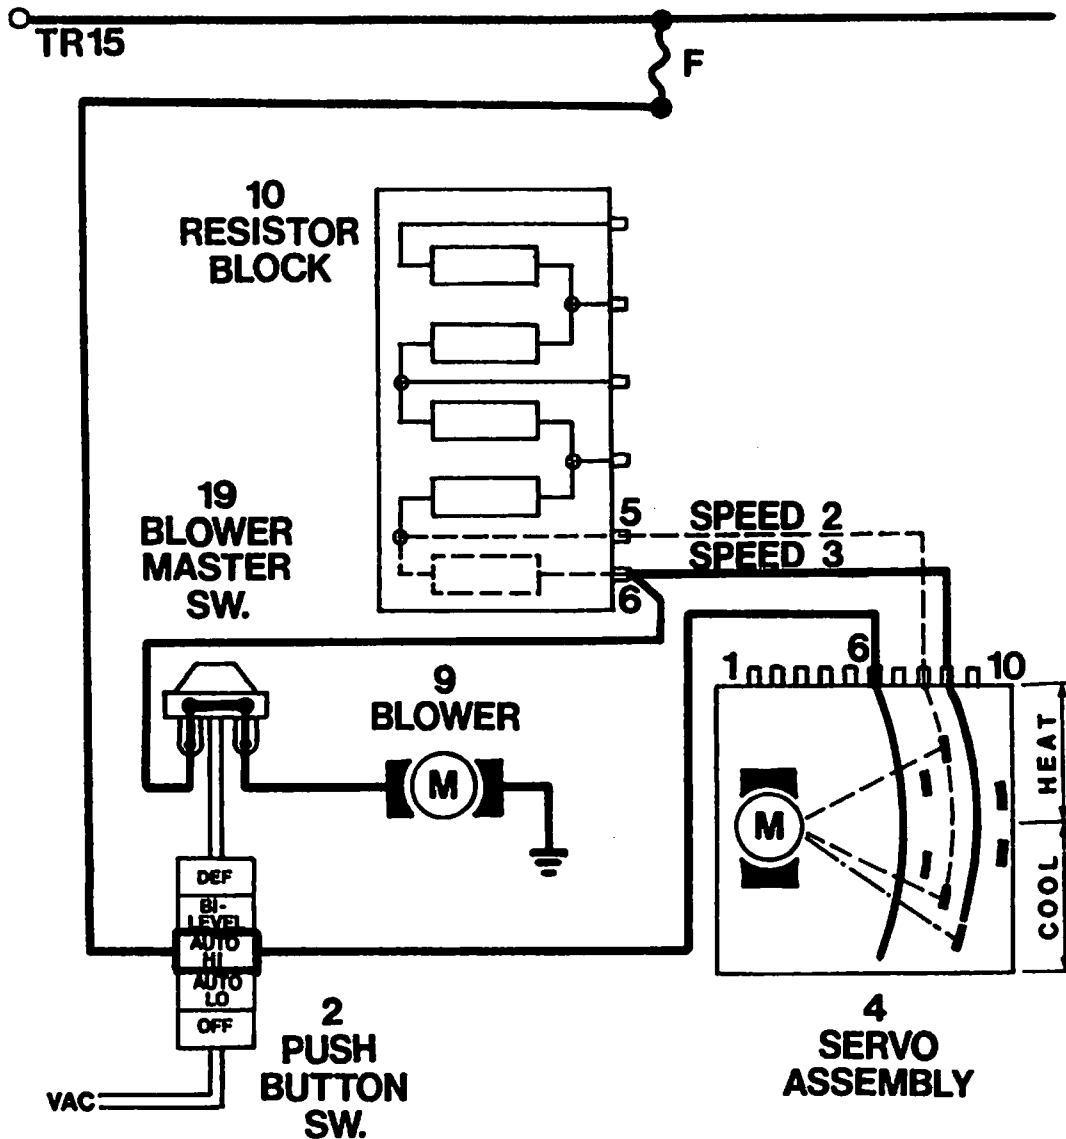 TR15
F
10
RESISTOR
BLOCK
19
BLOWER
MASTER
SW.
5
SPEED 2
SPEED 3
6
9
BLOWER
M
1
6
10
HEAT
COOL
M
DEF
BI-
LEVEL
AUTO
HI
AUTO
LO
OFF
VAC
2
PUSH
BUTTON
SW.
4
SERVO
ASSEMBLY